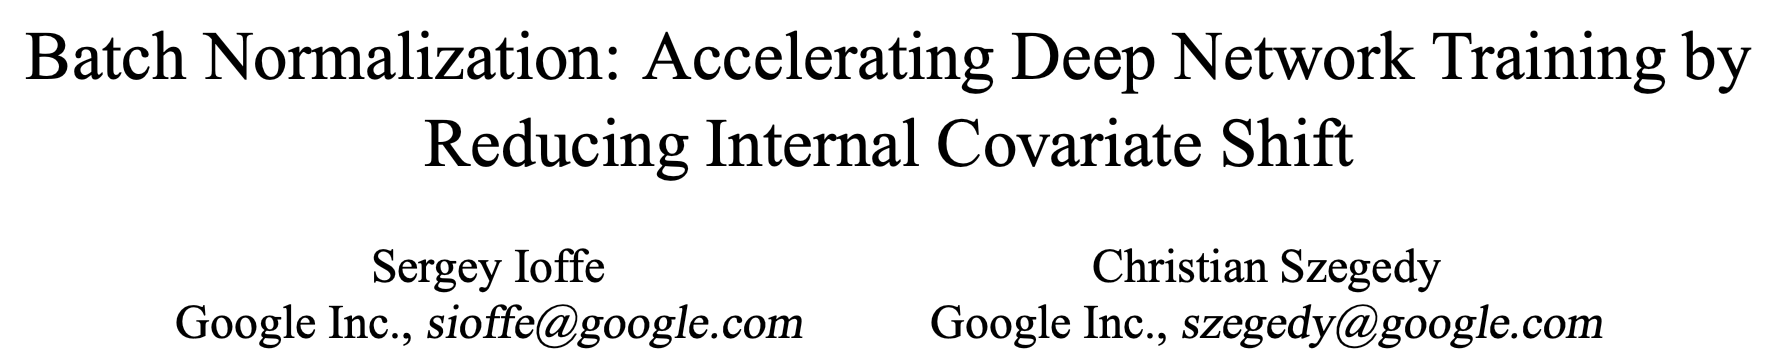 Batch Normalization: Accelerating Deep Network Training by
Reducing Internal Covariate Shift
Sergey Ioffe
Google Inc., sioffe@google.com
Christian Szegedy
Google Inc., szegedy@google.com